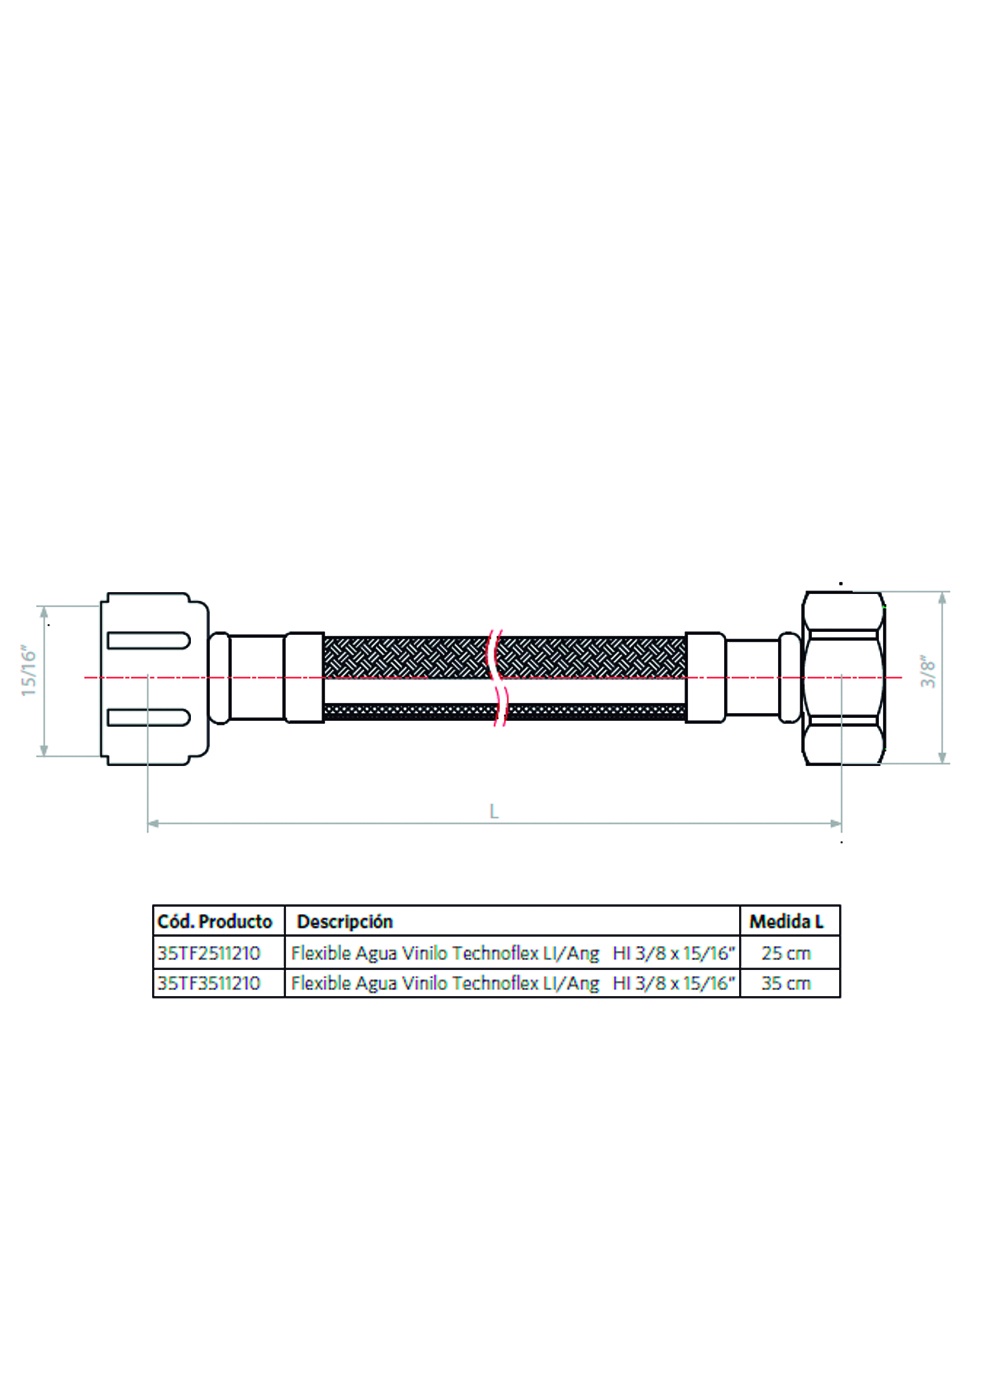 15/16"
3/8"
L
Cód. Producto Descripción Medida L
35TF2511210 Flexible Agua Vinilo Technoflex LI/Ang HI 3/8 x 15/16" 25 cm
35TF3511210 Flexible Agua Vinilo Technoflex LI/Ang HI 3/8 x 15/16" 35 cm